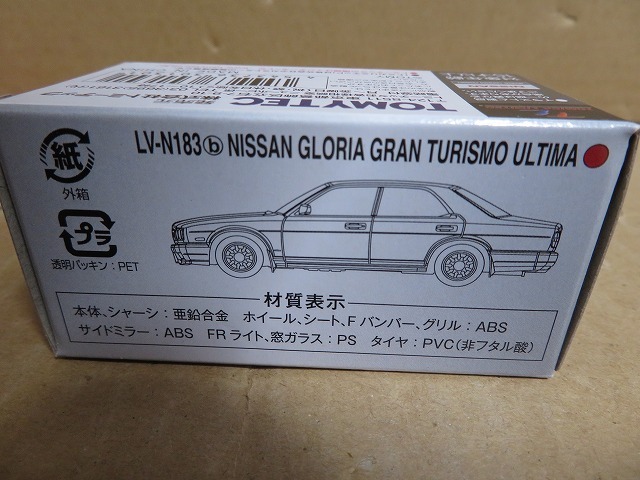 TOMYTEC
LV-N183ⓑ NISSAN GLORIA GRAN TURISMO ULTIMA
紙
外箱
プラ
透明パッキン:PET
材質表示
本体、シャーシ:亜鉛合金 ホイール、シート、Fバンパー、グリル:ABS
サイドミラー:ABS FRライト、窓ガラス:PS タイヤ:PVC(非フタル酸)